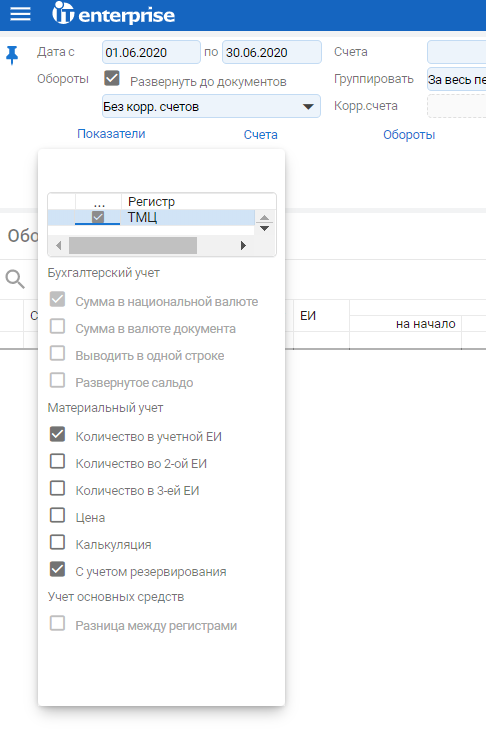 iT enterprise
Дата с 01.06.2020 по 30.06.2020 Счета
Обороты Развернуть до документов Группировать За весь пе
Без корр. счетов Корр.счета
Показатели Счета Обороты
... Регистр
ТМЦ
Обо
Бухгалтерский учет
С Сумма в национальной валюте ЕИ
на начало
Сумма в валюте документа
Выводить в одной строке
Развернутое сальдо
Материальный учет
Количество в учетной ЕИ
Количество во 2-ой ЕИ
Количество в 3-ей ЕИ
Цена
Калькуляция
С учетом резервирования
Учет основных средств
Разница между регистрами